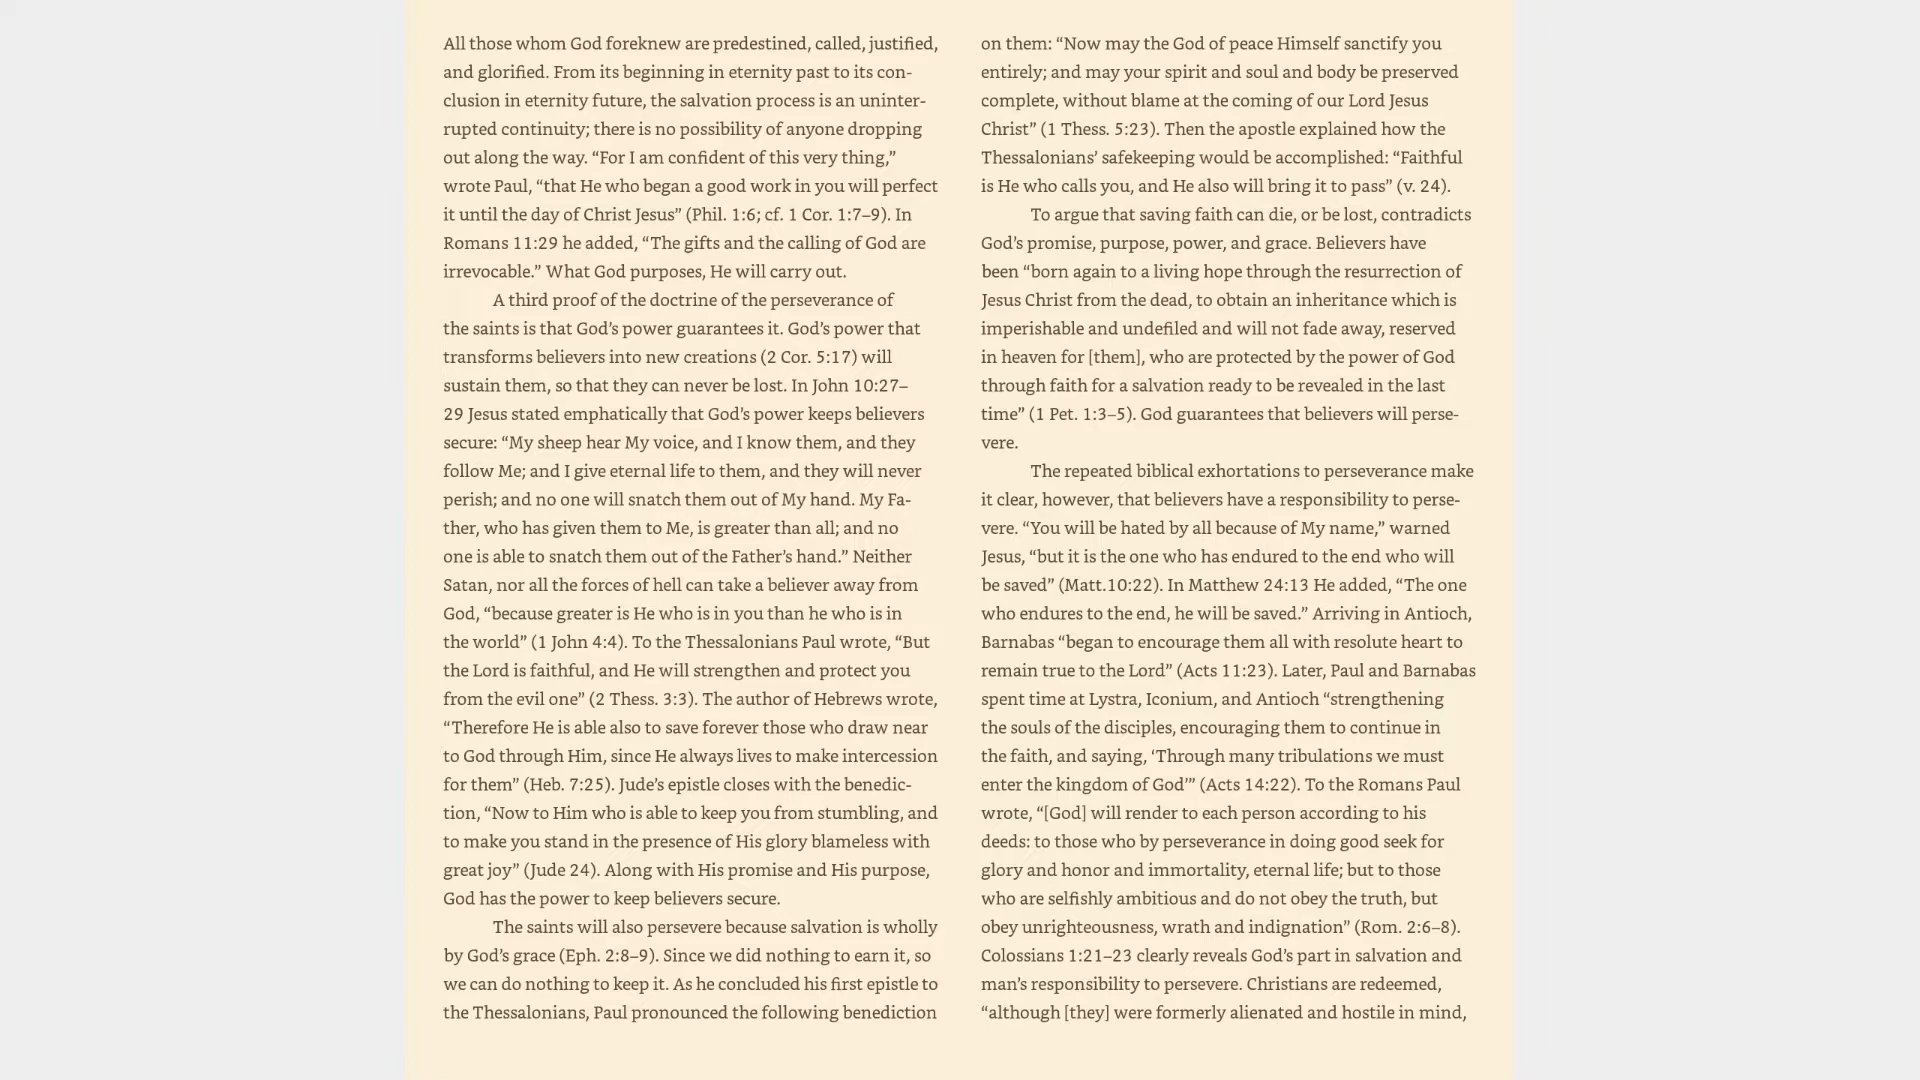 All those whom God foreknew are predestined, called, justified,
and glorified. From its beginning in eternity past to its con-
clusion in eternity future, the salvation process is an uninter-
rupted continuity; there is no possibility of anyone dropping
out along the way. “For I am confident of this very thing,”
wrote Paul, “that He who began a good work in you will perfect
it until the day of Christ Jesus” (Phil. 1:6; cf. 1 Cor. 1:7–9). In
Romans 11:29 he added, “The gifts and the calling of God are
irrevocable.” What God purposes, He will carry out.
A third proof of the doctrine of the perseverance of
the saints is that God’s power guarantees it. God’s power that
transforms believers into new creations (2 Cor. 5:17) will
sustain them, so that they can never be lost. In John 10:27–
29 Jesus stated emphatically that God’s power keeps believers
secure: “My sheep hear My voice, and I know them, and they
follow Me; and I give eternal life to them, and they will never
perish; and no one will snatch them out of My hand. My Fa-
ther, who has given them to Me, is greater than all; and no
one is able to snatch them out of the Father’s hand.” Neither
Satan, nor all the forces of hell can take a believer away from
God, “because greater is He who is in you than he who is in
the world” (1 John 4:4). To the Thessalonians Paul wrote, “But
the Lord is faithful, and He will strengthen and protect you
from the evil one” (2 Thess. 3:3). The author of Hebrews wrote,
“Therefore He is able also to save forever those who draw near
to God through Him, since He always lives to make intercession
for them” (Heb. 7:25). Jude’s epistle closes with the benedic-
tion, “Now to Him who is able to keep you from stumbling, and
to make you stand in the presence of His glory blameless with
great joy” (Jude 24). Along with His promise and His purpose,
God has the power to keep believers secure.
The saints will also persevere because salvation is wholly
by God’s grace (Eph. 2:8–9). Since we did nothing to earn it, so
we can do nothing to keep it. As he concluded his first epistle to
the Thessalonians, Paul pronounced the following benediction
on them: “Now may the God of peace Himself sanctify you
entirely; and may your spirit and soul and body be preserved
complete, without blame at the coming of our Lord Jesus
Christ” (1 Thess. 5:23). Then the apostle explained how the
Thessalonians’ safekeeping would be accomplished: “Faithful
is He who calls you, and He also will bring it to pass” (v. 24).
To argue that saving faith can die, or be lost, contradicts
God’s promise, purpose, power, and grace. Believers have
been “born again to a living hope through the resurrection of
Jesus Christ from the dead, to obtain an inheritance which is
imperishable and undefiled and will not fade away, reserved
in heaven for [them], who are protected by the power of God
through faith for a salvation ready to be revealed in the last
time” (1 Pet. 1:3–5). God guarantees that believers will perse-
vere.
The repeated biblical exhortations to perseverance make
it clear, however, that believers have a responsibility to perse-
vere. “You will be hated by all because of My name,” warned
Jesus, “but it is the one who has endured to the end who will
be saved” (Matt.10:22). In Matthew 24:13 He added, “The one
who endures to the end, he will be saved.” Arriving in Antioch,
Barnabas “began to encourage them all with resolute heart to
remain true to the Lord” (Acts 11:23). Later, Paul and Barnabas
spent time at Lystra, Iconium, and Antioch “strengthening
the souls of the disciples, encouraging them to continue in
the faith, and saying, ‘Through many tribulations we must
enter the kingdom of God’” (Acts 14:22). To the Romans Paul
wrote, “[God] will render to each person according to his
deeds: to those who by perseverance in doing good seek for
glory and honor and immortality, eternal life; but to those
who are selfishly ambitious and do not obey the truth, but
obey unrighteousness, wrath and indignation” (Rom. 2:6–8).
Colossians 1:21–23 clearly reveals God’s part in salvation and
man’s responsibility to persevere. Christians are redeemed,
“although [they] were formerly alienated and hostile in mind,